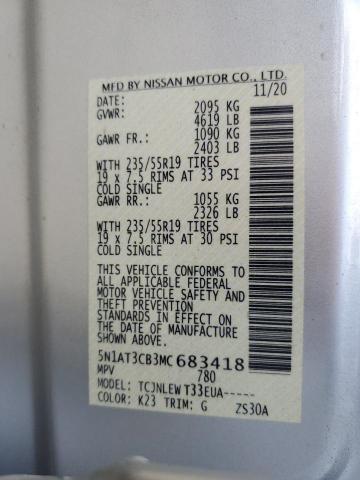 MFD BY NISSAN MOTOR CO., LTD.
DATE: 11/20
GVWR: 2095 KG
4619 LB
GAWR FR.: 1090 KG
2403 LB
WITH 235/55R19 TIRES
19 x 7.5 RIMS AT 33 PSI
COLD SINGLE
GAWR RR.: 1055 KG
2326 LB
WITH 235/55R19 TIRES
19 x 7.5 RIMS AT 30 PSI
COLD SINGLE
THIS VEHICLE CONFORMS TO
ALL APPLICABLE FEDERAL
MOTOR VEHICLE SAFETY AND
THEFT PREVENTION
STANDARDS IN EFFECT ON
THE DATE OF MANUFACTURE
SHOWN ABOVE.
5N1AT3CB3MC683418
MPV 780
MODEL: TCJNLEW T33EUA-----
COLOR: K23 TRIM: G ZS30A